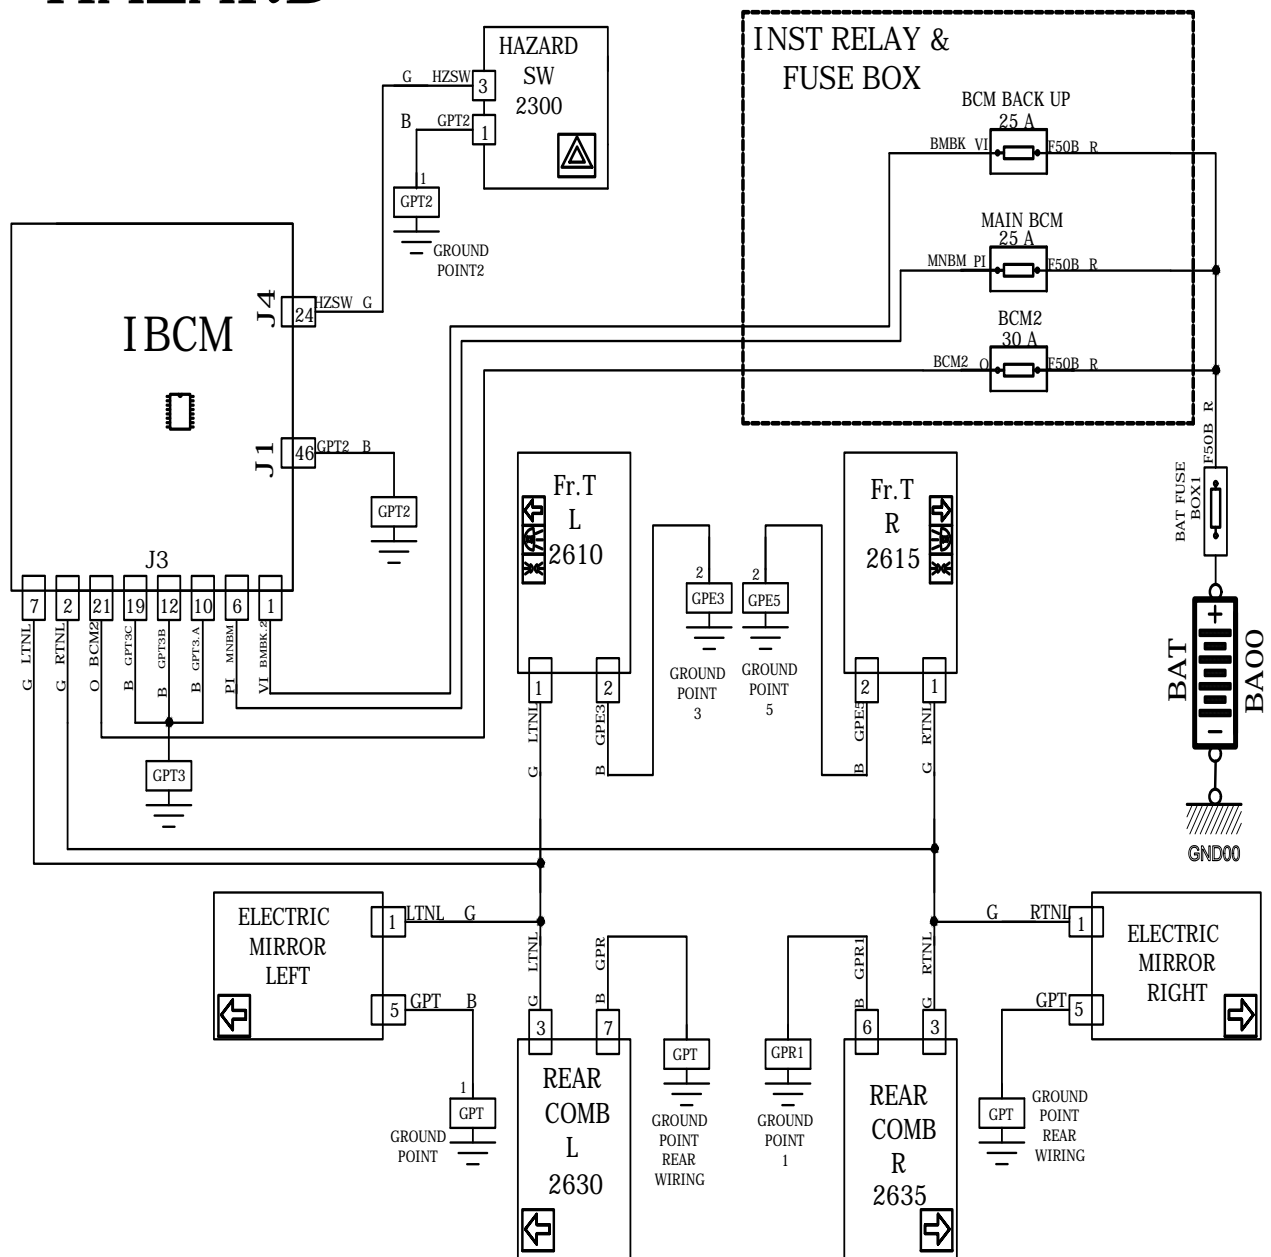 HAZARD
HAZARD
SW
2300
G HZSW
3
B GPT2
1
1
GPT2
GROUND
POINT2
INST RELAY &
FUSE BOX
BCM BACK UP
25 A
BMBK VI
F50B R
MAIN BCM
25 A
MNBM PI
F50B R
BCM2
30 A
BCM2 O
F50B R
F50B R
BAT FUSE
BOX1
+
-
BAT
BA00
GND00
IBCM
J4
24
HZSW G
J1
46
GPT2 B
GPT2
J3
7
2
21
19
12
10
6
1
G LTNL
G RTNL
O BCM2
B GPT3C
B GPT3B
B GPT3.A
PI MNBM
VI BMBK.2
GPT3
Fr.T
L
2610
1
2
G LTNL
B GPE3
2
GPE3
GROUND
POINT
3
2
GPE5
GROUND
POINT
5
Fr.T
R
2615
2
1
B GPE5
G RTNL
ELECTRIC
MIRROR
LEFT
1
LTNL G
5
GPT B
1
GPT
GROUND
POINT
G LTNL
B GPR
3
7
REAR
COMB
L
2630
GPT
GROUND
POINT
REAR
WIRING
GPR1
GROUND
POINT
1
B GPR1
G RTNL
6
3
REAR
COMB
R
2635
G RTNL
1
ELECTRIC
MIRROR
RIGHT
GPT
5
GPT
GROUND
POINT
REAR
WIRING